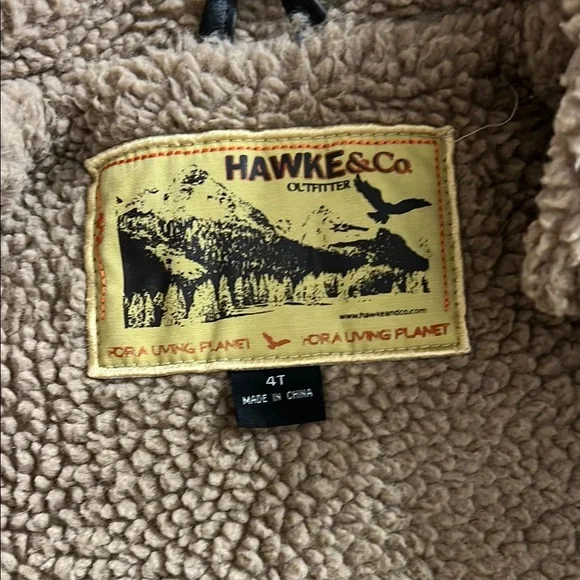 HAWKE&Co.
OUTFITTER
www.hawkeandco.com
FOR A LIVING PLANET FOR A LIVING PLANET
4T
MADE IN CHINA